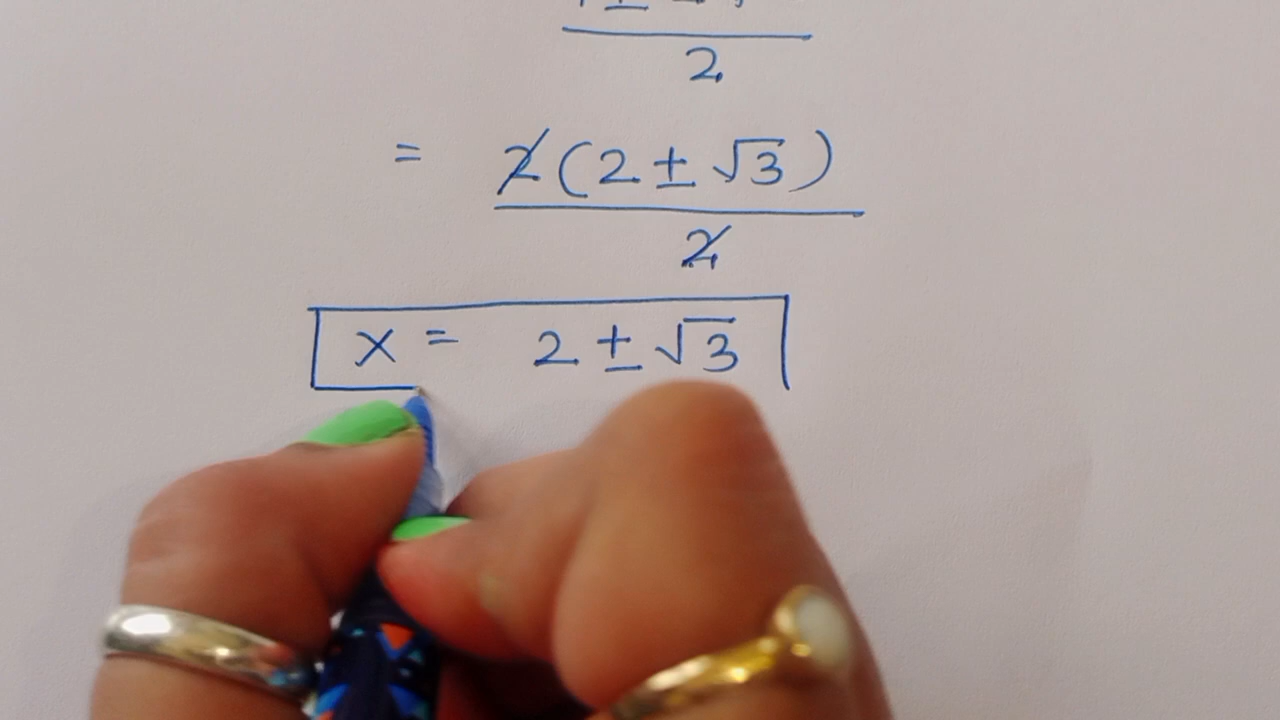 2
= 2(2 ± √3)
2
x = 2 ± √3